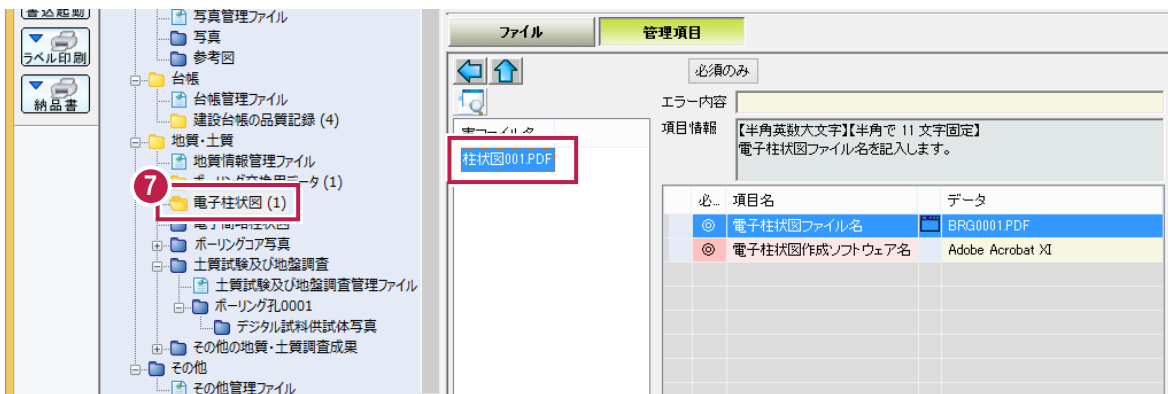 書込起動
ラベル印刷
納品書
写真管理ファイル
写真
参考図
台帳
台帳管理ファイル
建設台帳の品質記録 (4)
地質・土質
地質情報管理ファイル
ボーリング交換用データ (1)
7
電子柱状図 (1)
電子簡略柱状図
ボーリングコア写真
土質試験及び地盤調査
土質試験及び地盤調査管理ファイル
ボーリング孔0001
デジタル試料供試体写真
その他の地質・土質調査成果
その他
その他管理ファイル
ファイル
管理項目
必須のみ
エラー内容
項目情報
【半角英数大文字】【半角で 11 文字固定】
電子柱状図ファイル名を記入します。
実ファイル名
柱状図001.PDF
必... 項目名 データ
◎ 電子柱状図ファイル名 BRG0001.PDF
◎ 電子柱状図作成ソフトウェア名 Adobe Acrobat XI